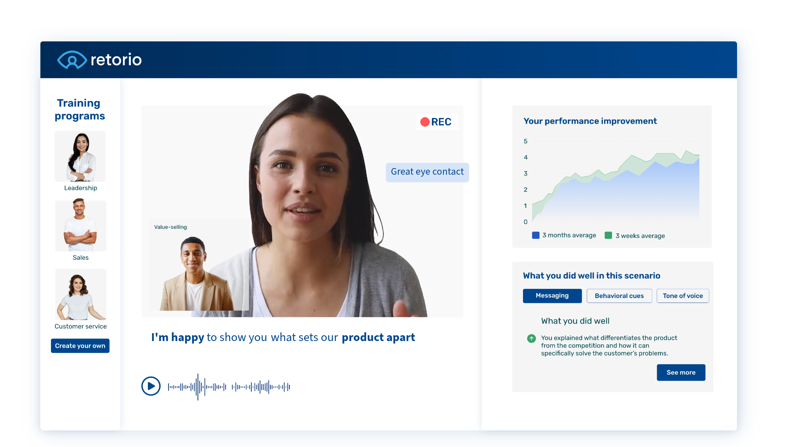 retorio
Training
programs
Leadership
Sales
Customer service
Create your own
REC
Great eye contact
Value-selling
I'm happy to show you what sets our product apart
Your performance improvement
5
4
3
2
1
0
3 months average
3 weeks average
What you did well in this scenario
Messaging
Behavioral cues
Tone of voice
What you did well
You explained what differentiates the product
from the competition and how it can
specifically solve the customer's problems.
See more